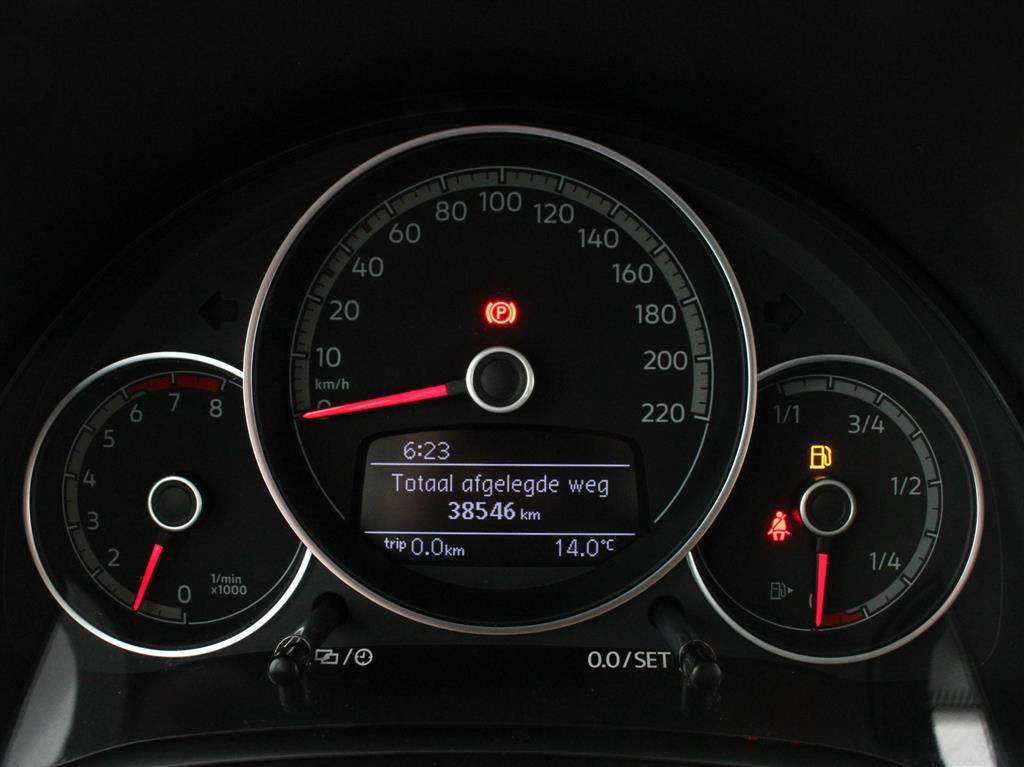 100
80 120
60 140
40 160
20 180
10 200
km/h
0
220
P
6:23
Totaal afgelegde weg
38546 km
trip 0.0 km 14.0°C
6 7 8
5
4
3
2
0
1/min
x1000
1/1 3/4
1/2
1/4
0.0/SET